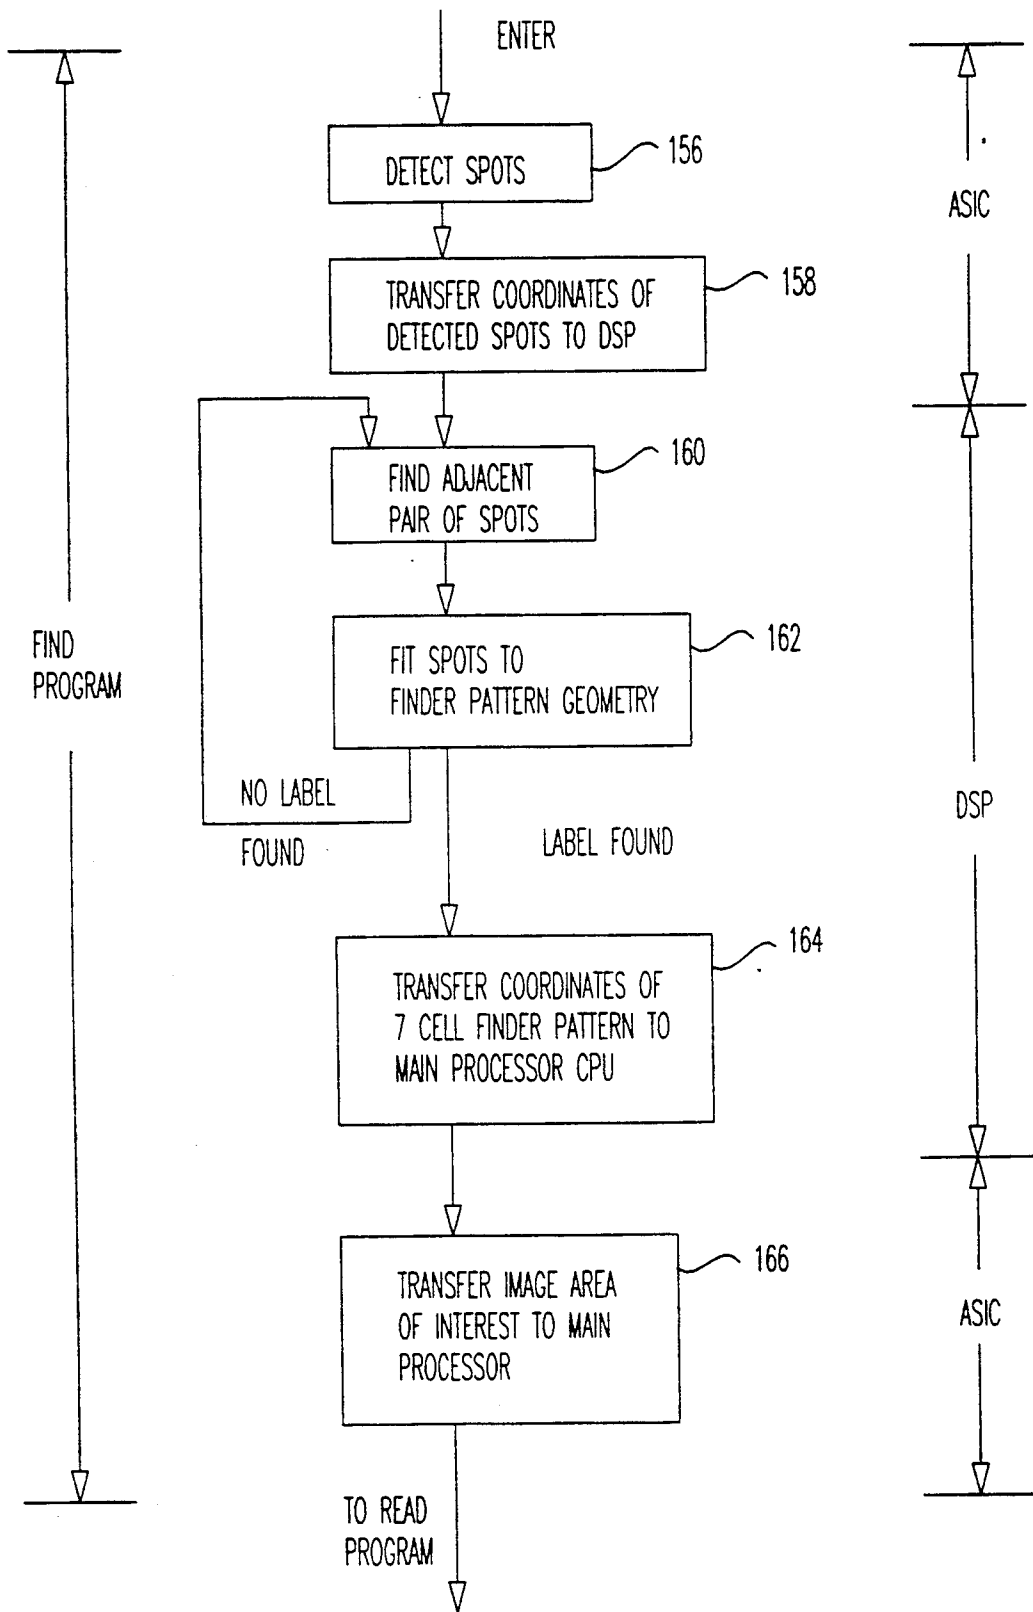 ENTER
DETECT SPOTS
156
ASIC
TRANSFER COORDINATES OF
DETECTED SPOTS TO DSP
158
FIND ADJACENT
PAIR OF SPOTS
160
FIND
PROGRAM
FIT SPOTS TO
FINDER PATTERN GEOMETRY
162
NO LABEL
FOUND
LABEL FOUND
DSP
TRANSFER COORDINATES OF
7 CELL FINDER PATTERN TO
MAIN PROCESSOR CPU
164
TRANSFER IMAGE AREA
OF INTEREST TO MAIN
PROCESSOR
166
ASIC
TO READ
PROGRAM